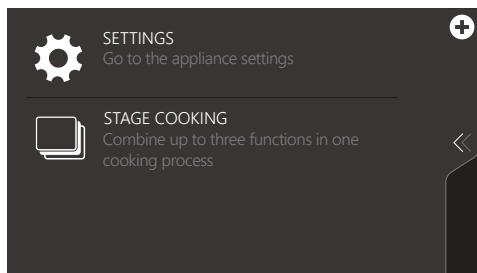 SETTINGS
Go to the appliance settings
STAGE COOKING
Combine up to three functions in one
cooking process